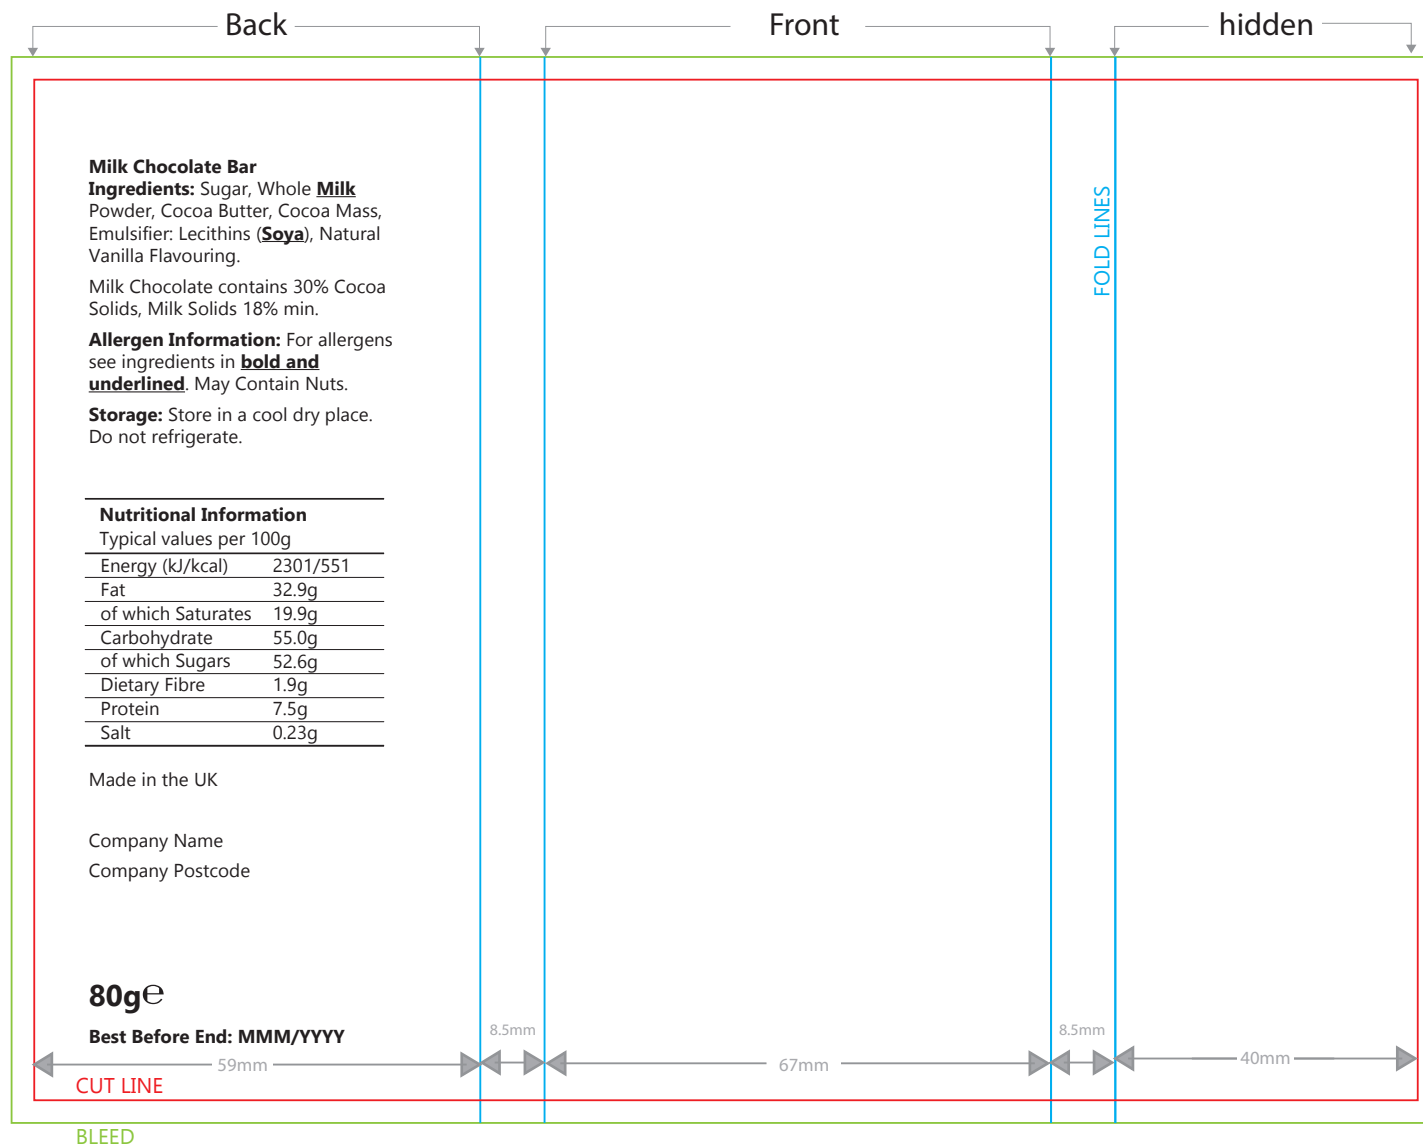 Back
Front
hidden
Milk Chocolate Bar
Ingredients: Sugar, Whole Milk
Powder, Cocoa Butter, Cocoa Mass,
Emulsifier: Lecithins (Soya), Natural
Vanilla Flavouring.
Milk Chocolate contains 30% Cocoa
Solids, Milk Solids 18% min.
Allergen Information: For allergens
see ingredients in bold and
underlined. May Contain Nuts.
Storage: Store in a cool dry place.
Do not refrigerate.
Nutritional Information
Typical values per 100g
Energy (kJ/kcal) 2301/551
Fat 32.9g
of which Saturates 19.9g
Carbohydrate 55.0g
of which Sugars 52.6g
Dietary Fibre 1.9g
Protein 7.5g
Salt 0.23g
Made in the UK
Company Name
Company Postcode
80g℮
Best Before End: MMM/YYYY
59mm
8.5mm
67mm
8.5mm
40mm
FOLD LINES
CUT LINE
BLEED